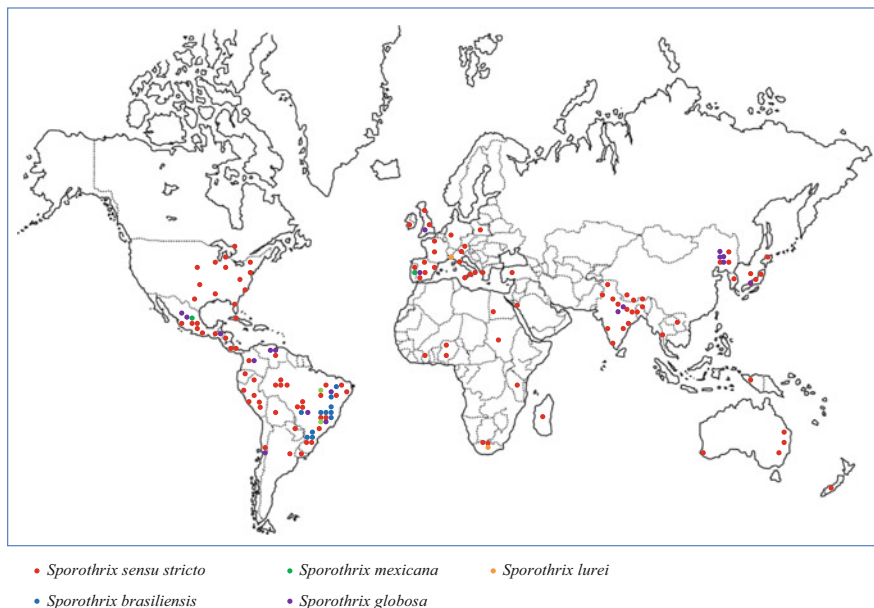 Sporothrix sensu stricto
Sporothrix mexicana
Sporothrix lurei
Sporothrix brasiliensis
Sporothrix globosa